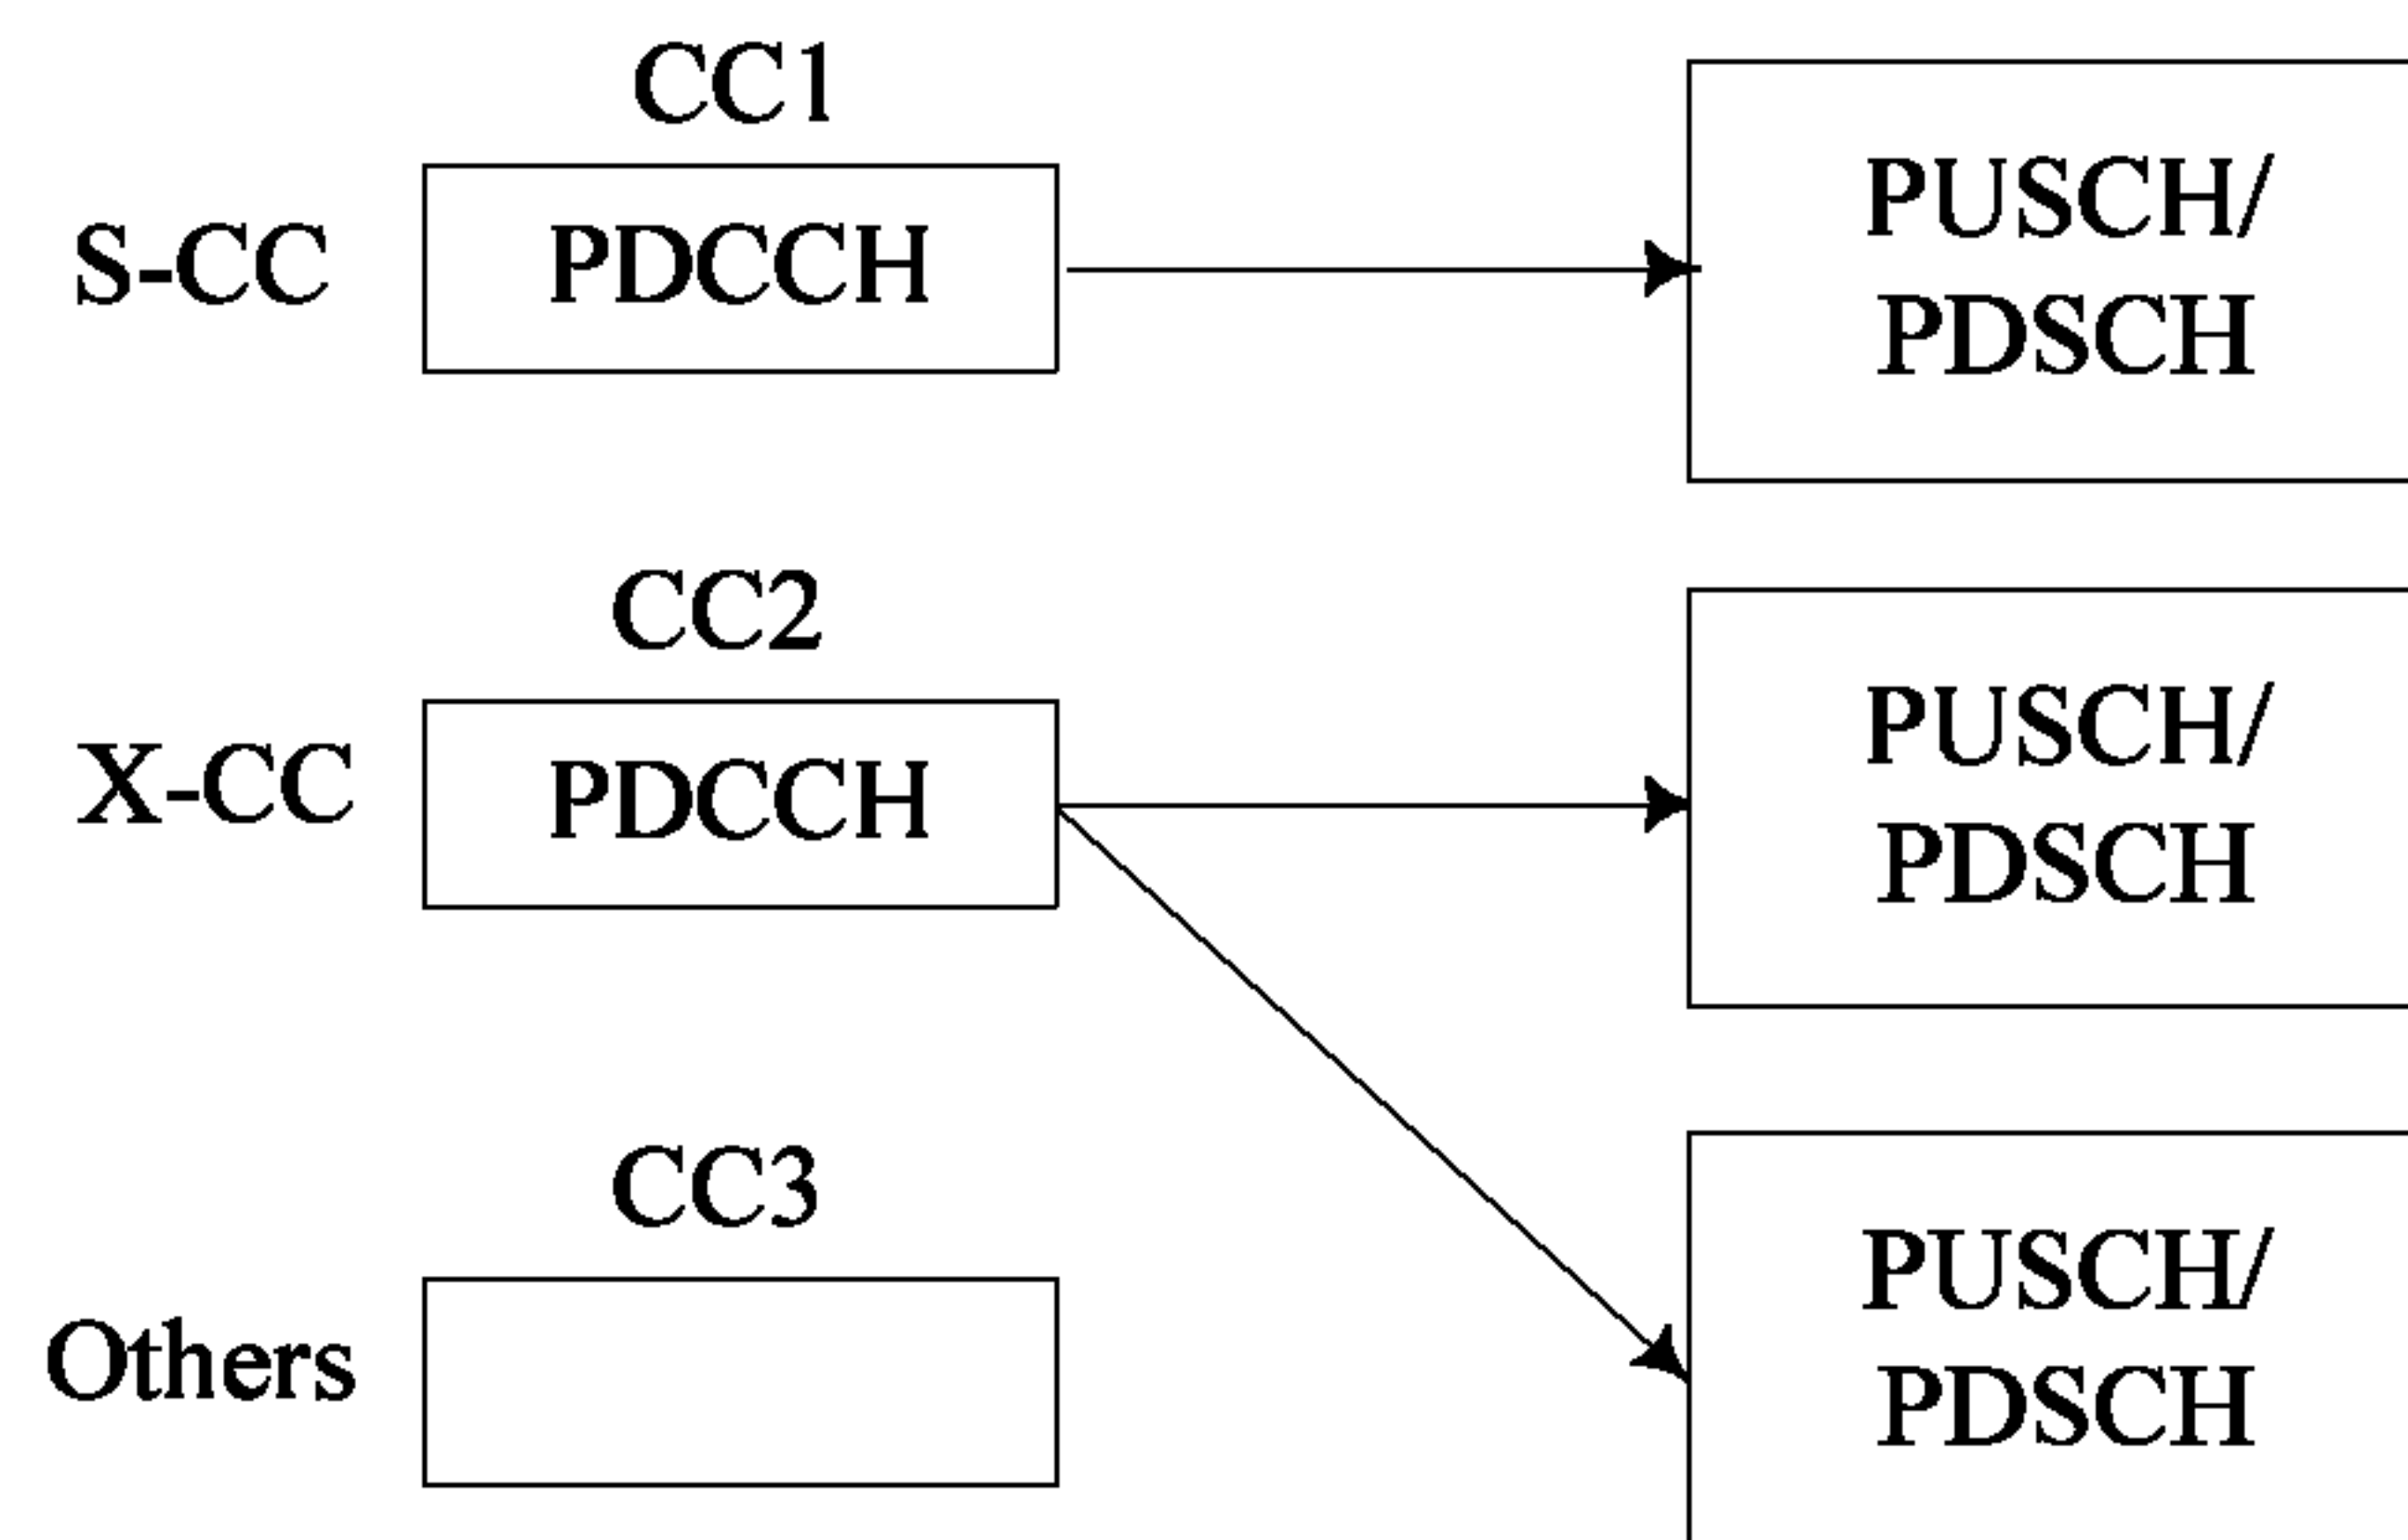 CC1
S-CC
PDCCH
PUSCH/
PDSCH
CC2
X-CC
PDCCH
PUSCH/
PDSCH
CC3
Others
PUSCH/
PDSCH